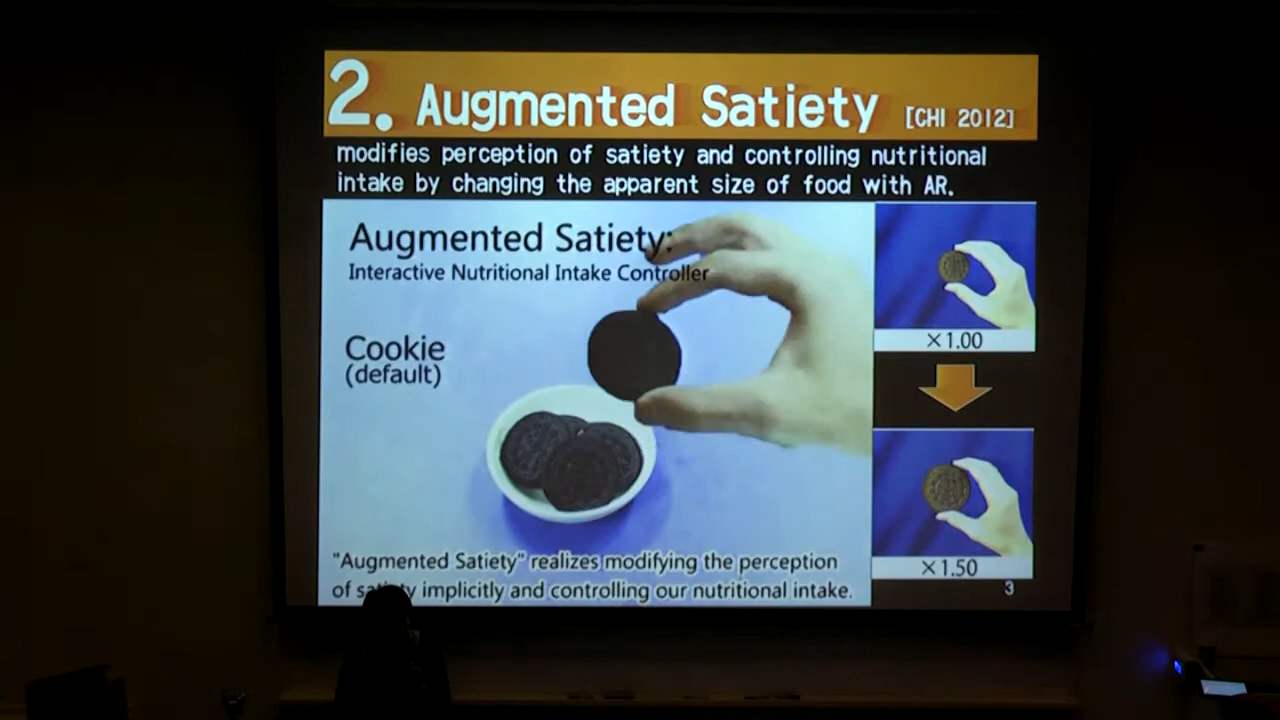 2. Augmented Satiety [CHI 2012]
modifies perception of satiety and controlling nutritional
intake by changing the apparent size of food with AR.
Augmented Satiety:
Interactive Nutritional Intake Controller
Cookie
(default)
×1.00
×1.50
"Augmented Satiety" realizes modifying the perception
of satiety implicitly and controlling our nutritional intake.
3